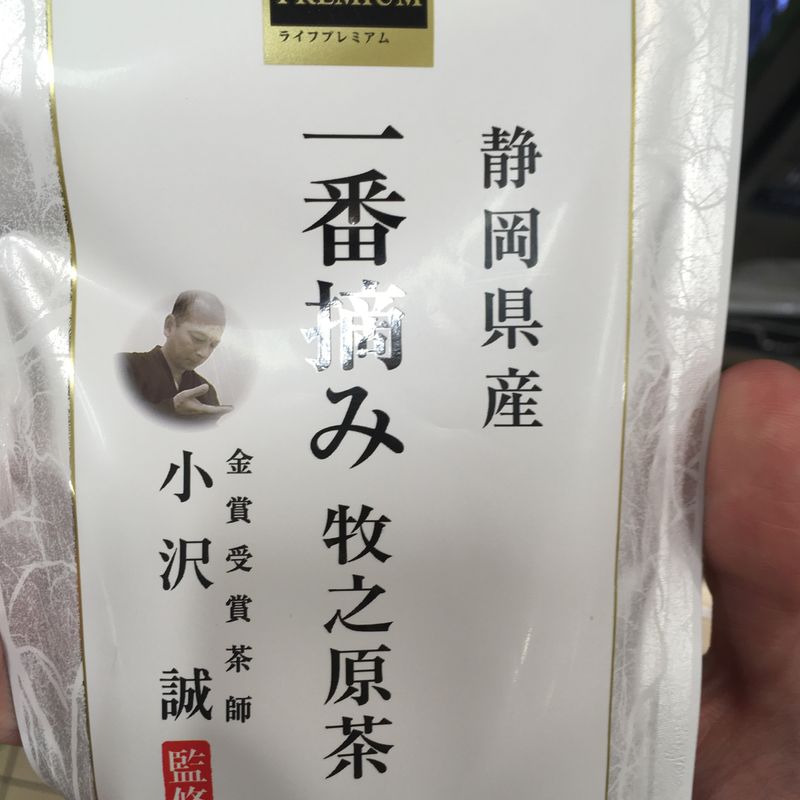 PREMIUM
ライフプレミアム
静岡県産
一番摘み 牧之原茶
金賞受賞茶師
小沢 誠
監修